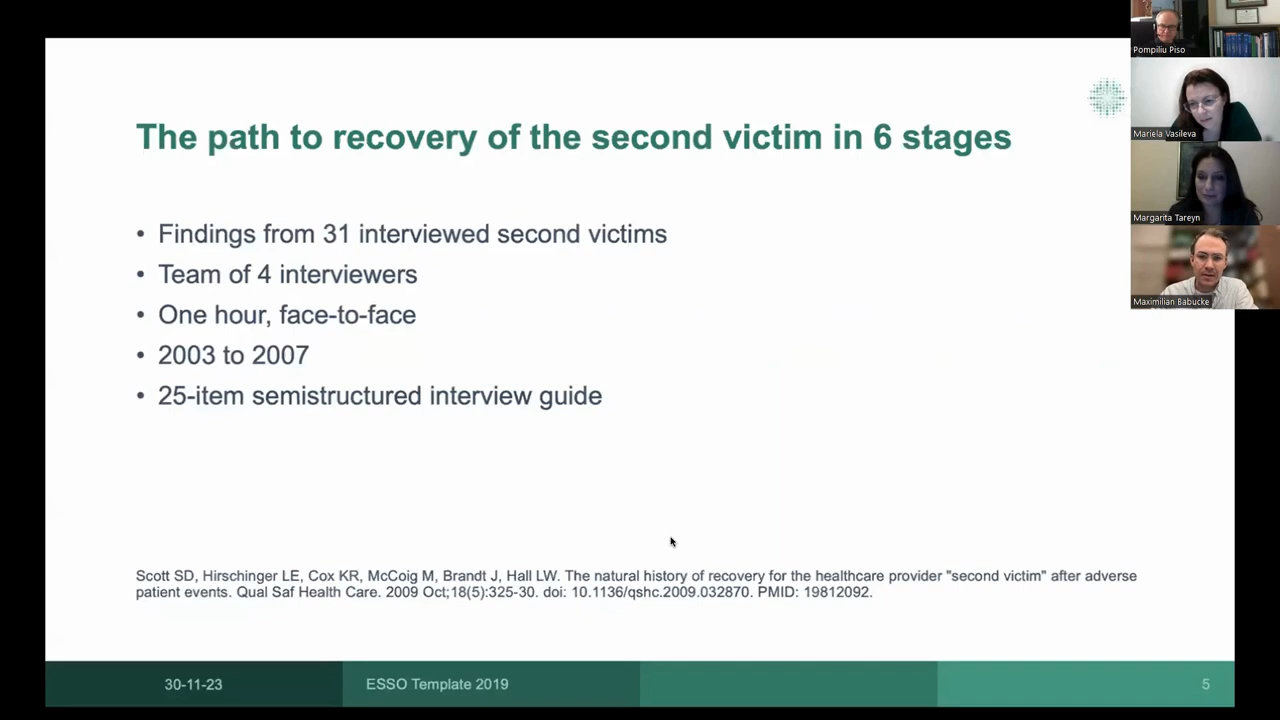 Pompiliu Piso
Mariela Vasileva
Margarita Tareyn
Maximilian Babucke
The path to recovery of the second victim in 6 stages
• Findings from 31 interviewed second victims
• Team of 4 interviewers
• One hour, face-to-face
• 2003 to 2007
• 25-item semistructured interview guide
Scott SD, Hirschinger LE, Cox KR, McCoig M, Brandt J, Hall LW. The natural history of recovery for the healthcare provider "second victim" after adverse
patient events. Qual Saf Health Care. 2009 Oct;18(5):325-30. doi: 10.1136/qshc.2009.032870. PMID: 19812092.
30-11-23
ESSO Template 2019
5